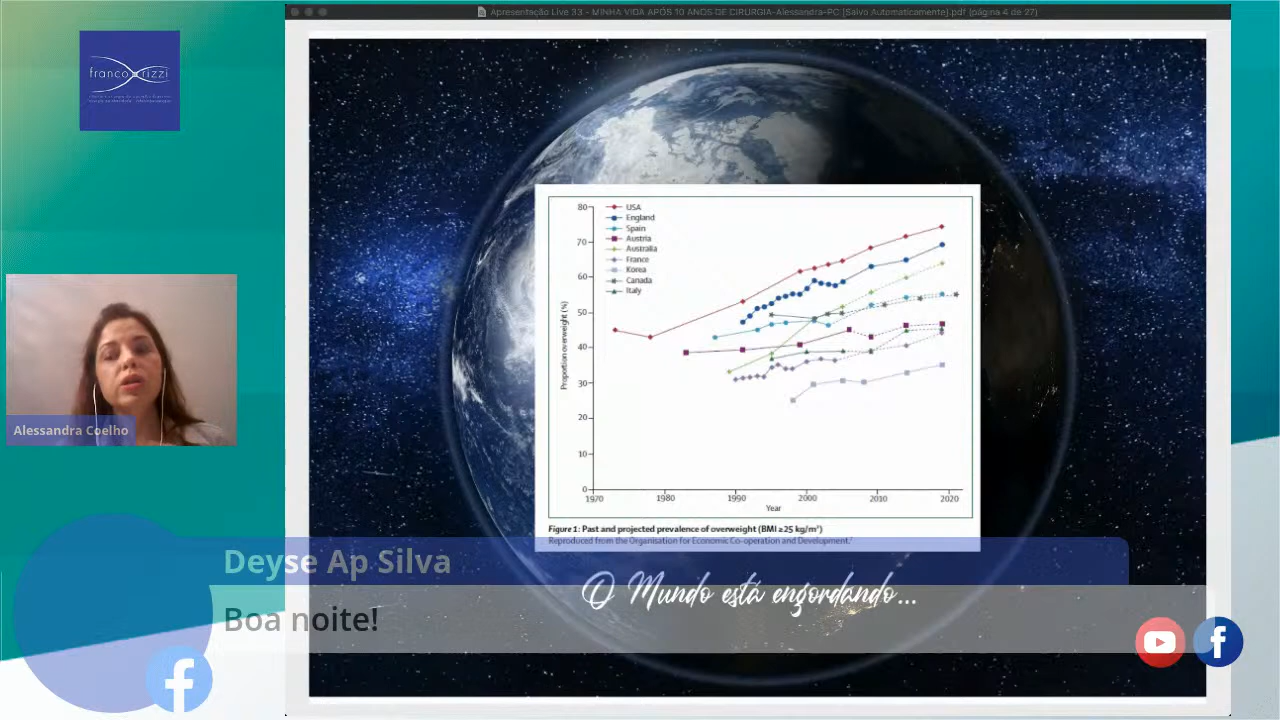 Apresentação Live 33 - MINHA VIDA APÓS 10 ANOS DE CIRURGIA-Alessandra-PC [Salvo Automaticamente].pdf (página 4 de 27)
franco rizzi
80
70
60
50
40
30
20
10
0
Proportion overweight (%)
USA
England
Spain
Austria
Australia
France
Korea
Canada
Italy
1970 1980 1990 2000 2010 2020
Year
Figure 1: Past and projected prevalence of overweight (BMI ≥25 kg/m²)
Reproduced from the Organisation for Economic Co-operation and Development.
Alessandra Coelho
Deyse Ap Silva
O Mundo está engordando...
Boa noite!